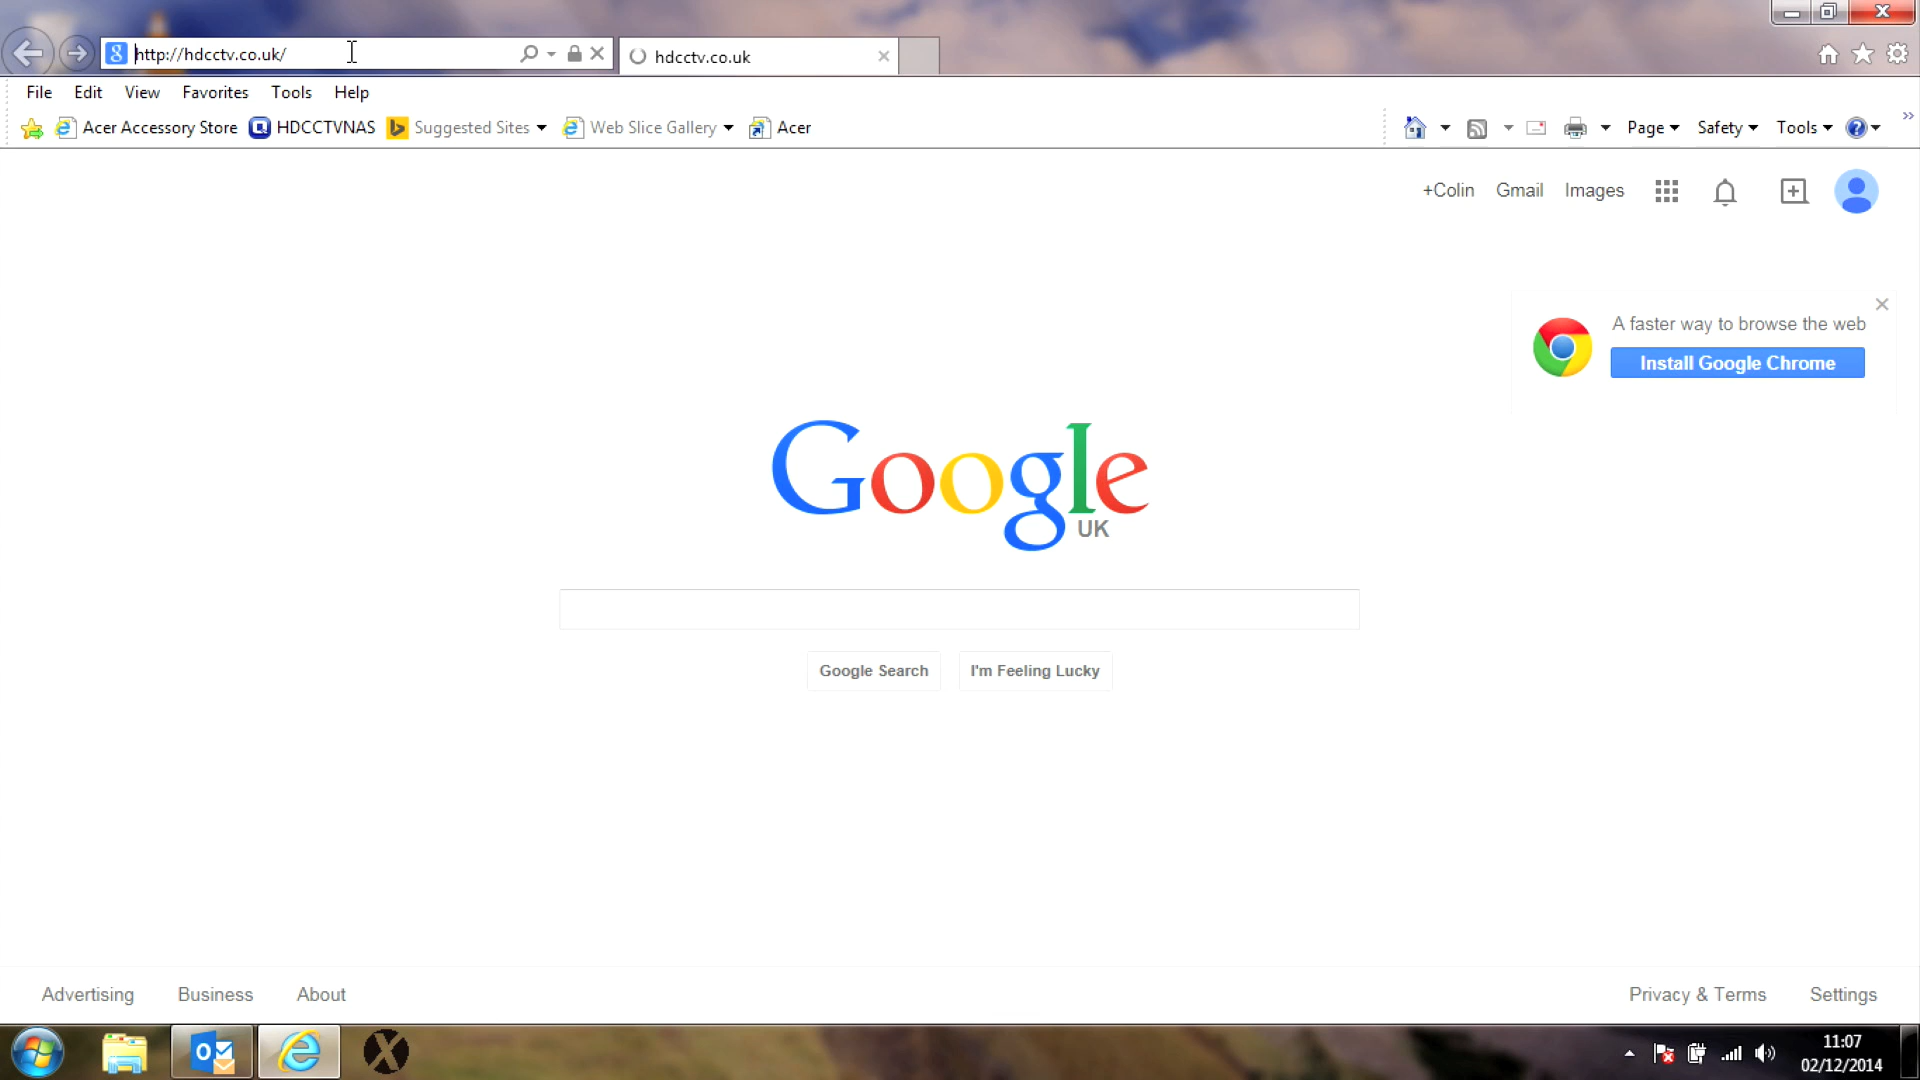 http://hdcctv.co.uk/
hdcctv.co.uk
File Edit View Favorites Tools Help
Acer Accessory Store HDCCTVNAS Suggested Sites Web Slice Gallery Acer
Page Safety Tools
+Colin Gmail Images
A faster way to browse the web
Install Google Chrome
Google
UK
Google Search I'm Feeling Lucky
Advertising Business About
Privacy & Terms Settings
11:07
02/12/2014